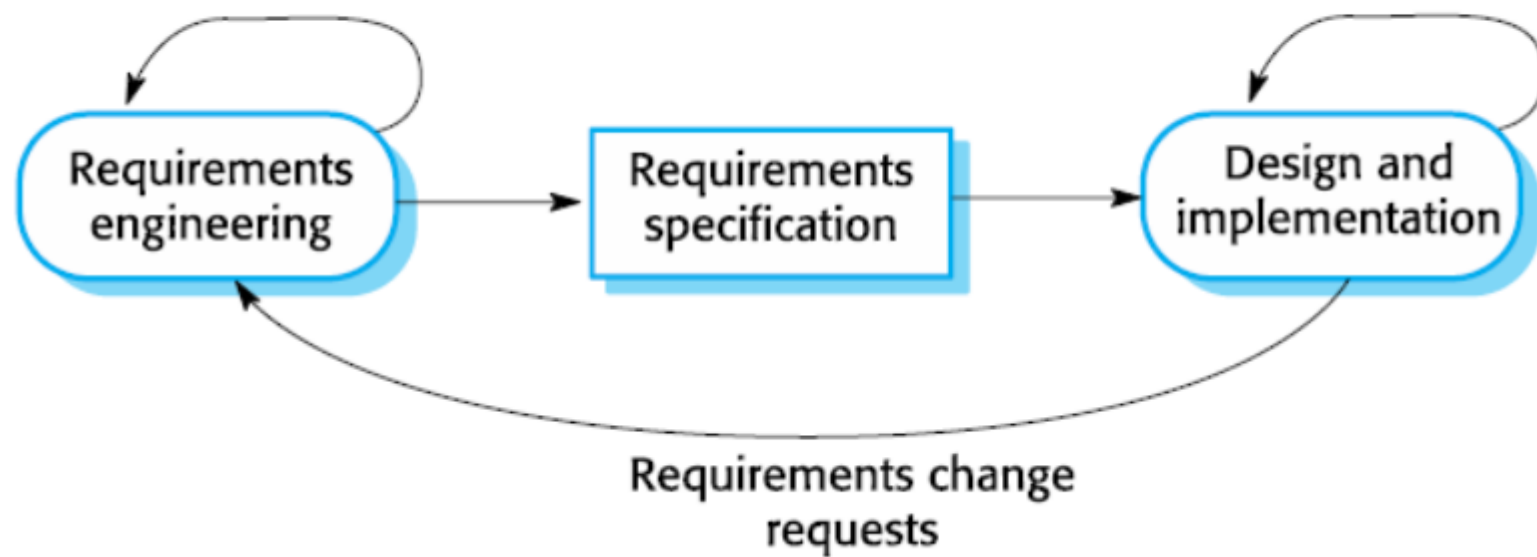 Requirements
engineering
Requirements
specification
Design and
implementation
Requirements change
requests